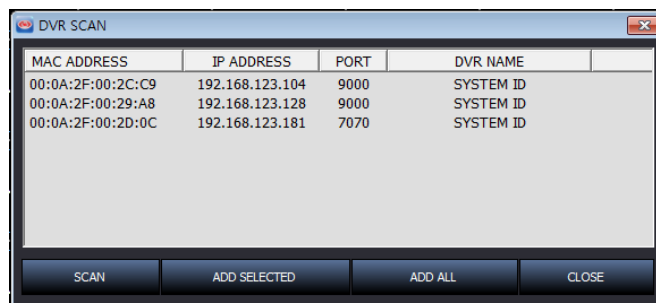 DVR SCAN
MAC ADDRESS IP ADDRESS PORT DVR NAME
00:0A:2F:00:2C:C9 192.168.123.104 9000 SYSTEM ID
00:0A:2F:00:29:A8 192.168.123.128 9000 SYSTEM ID
00:0A:2F:00:2D:0C 192.168.123.181 7070 SYSTEM ID
SCAN ADD SELECTED ADD ALL CLOSE